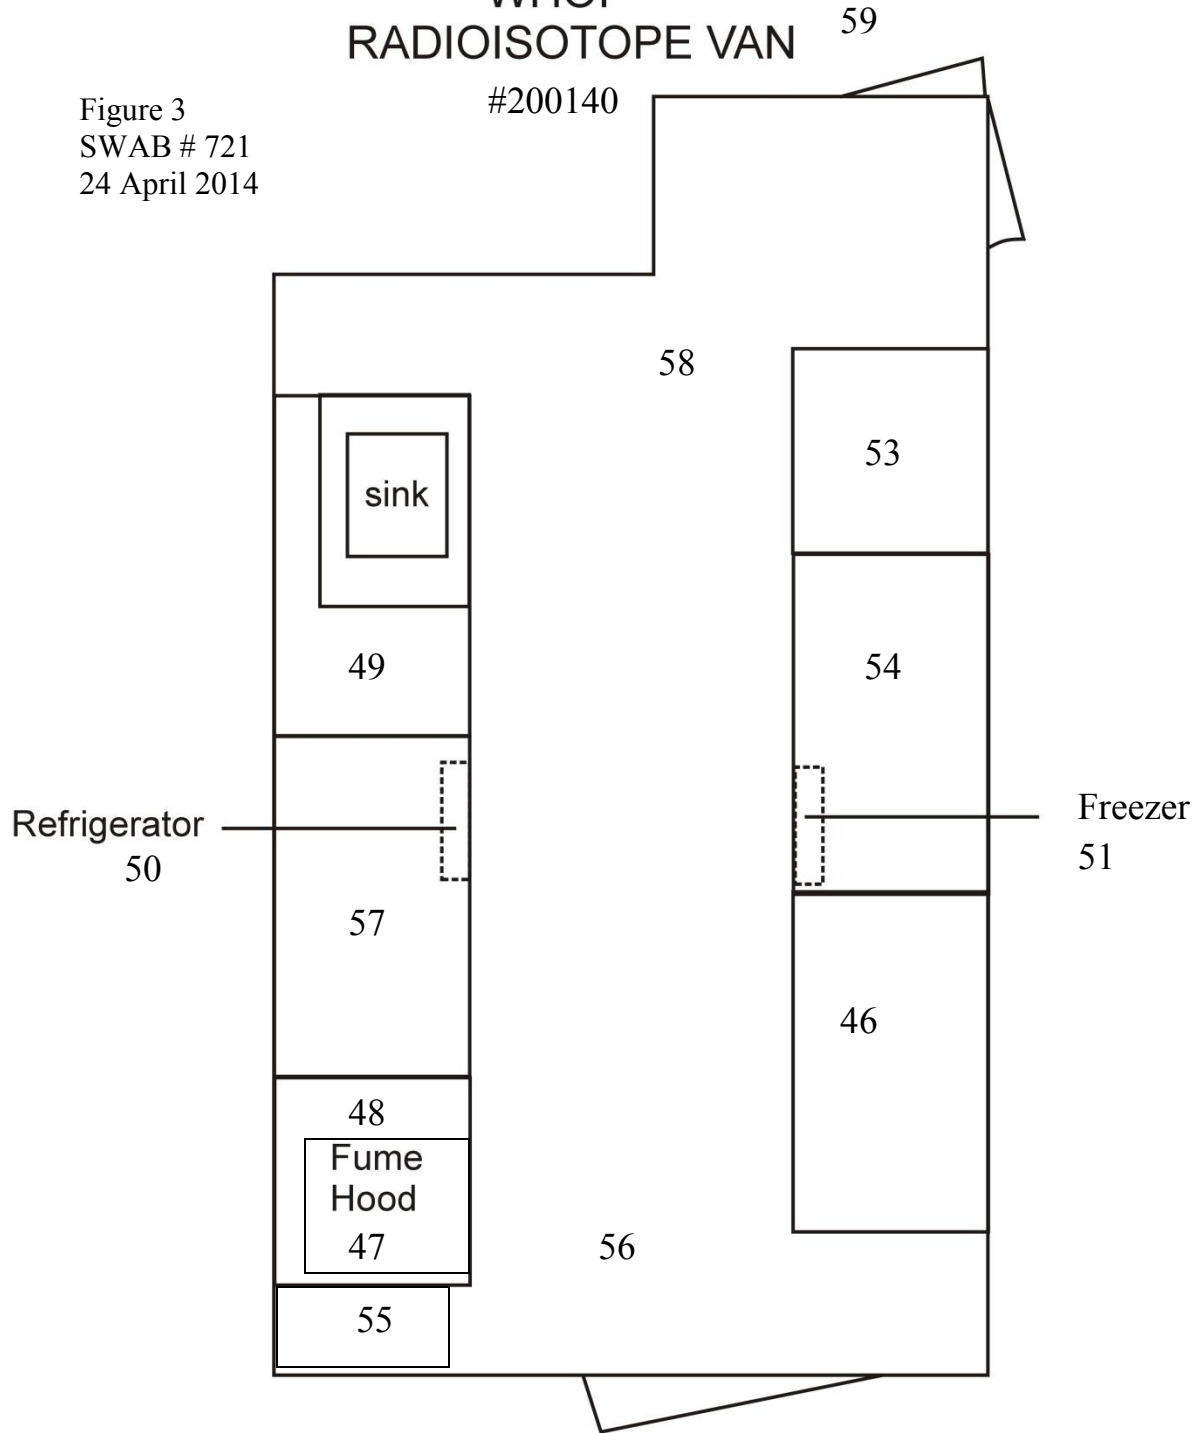 RADIOISOTOPE VAN
59
#200140
Figure 3
SWAB # 721
24 April 2014
58
53
sink
49
54
Refrigerator
50
Freezer
51
57
46
48
Fume
Hood
47
56
55